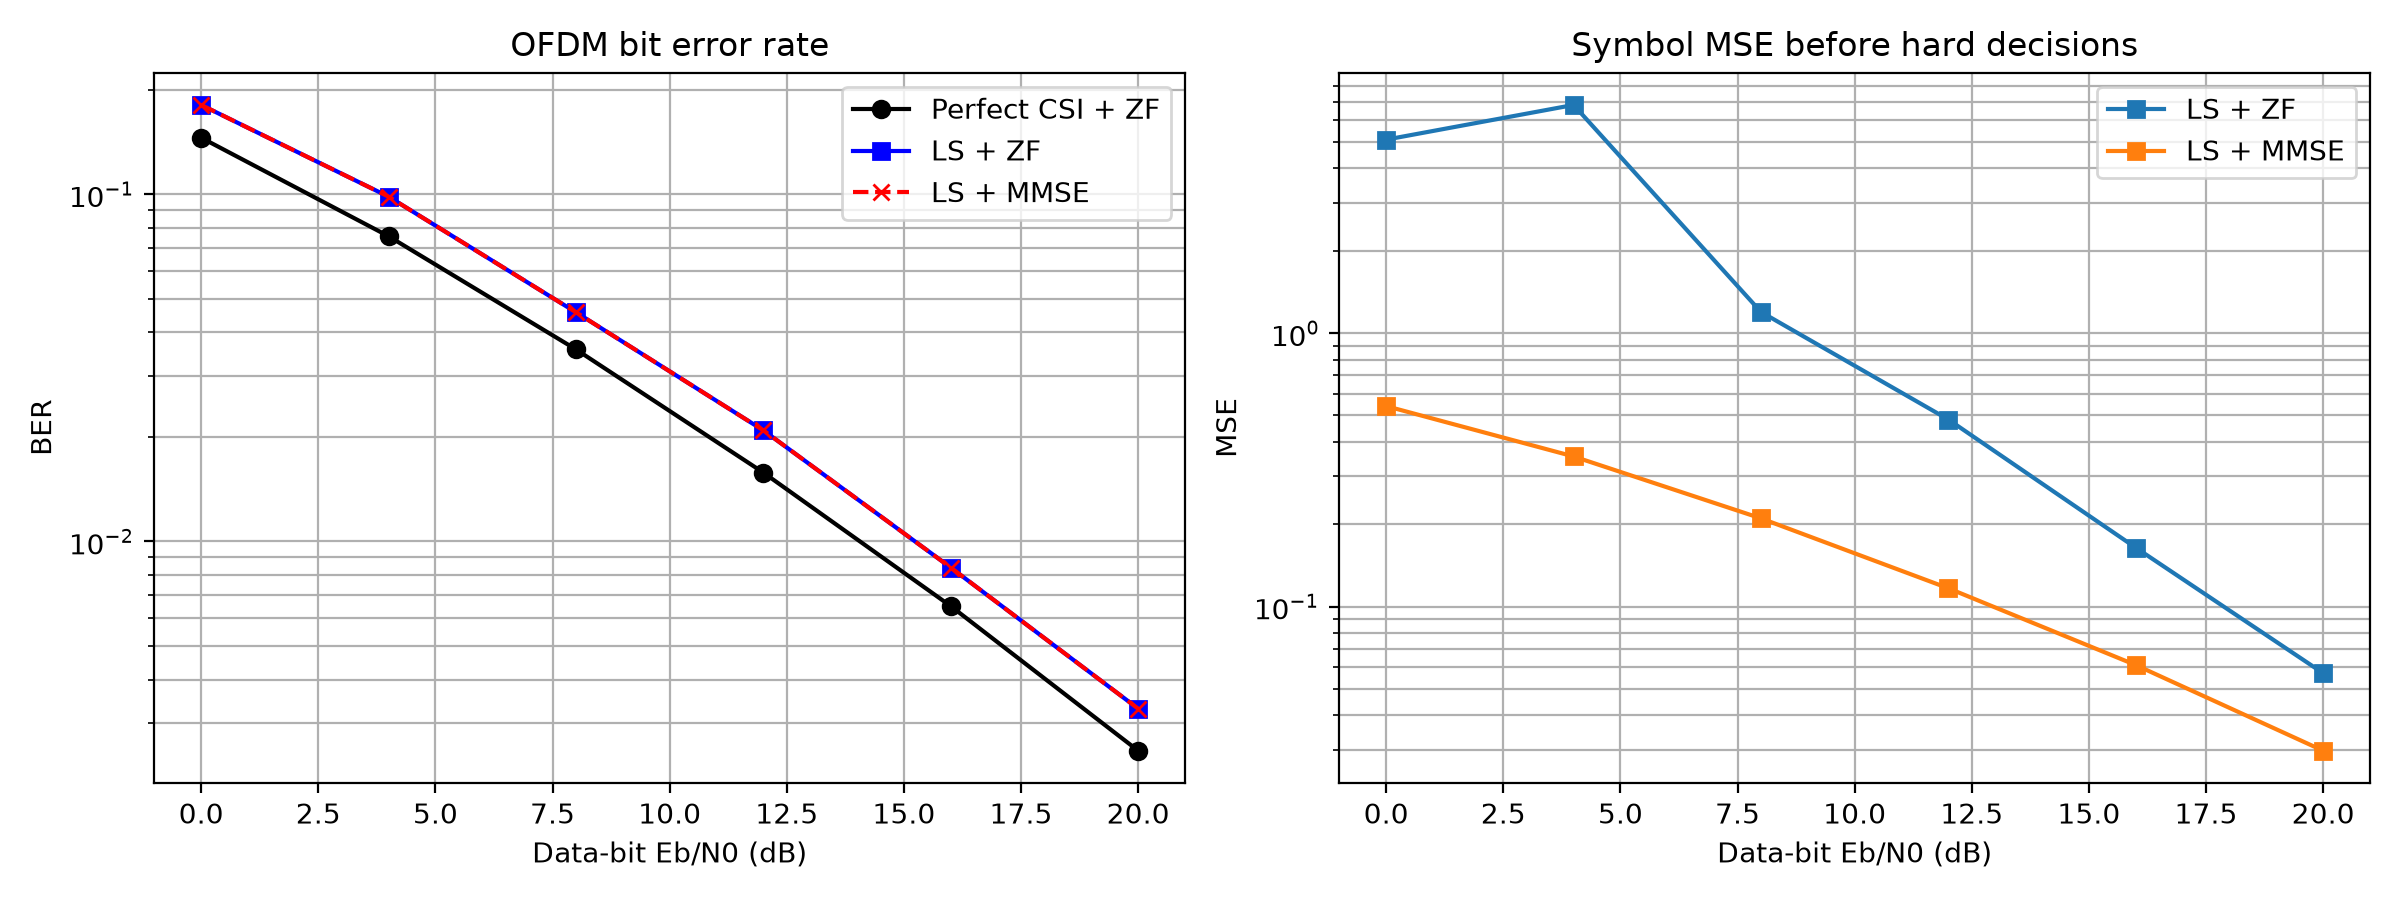 OFDM bit error rate
Perfect CSI + ZF
LS + ZF
LS + MMSE
10⁻¹
10⁻²
BER
0.0 2.5 5.0 7.5 10.0 12.5 15.0 17.5 20.0
Data-bit Eb/N0 (dB)
Symbol MSE before hard decisions
LS + ZF
LS + MMSE
10⁰
10⁻¹
MSE
0.0 2.5 5.0 7.5 10.0 12.5 15.0 17.5 20.0
Data-bit Eb/N0 (dB)